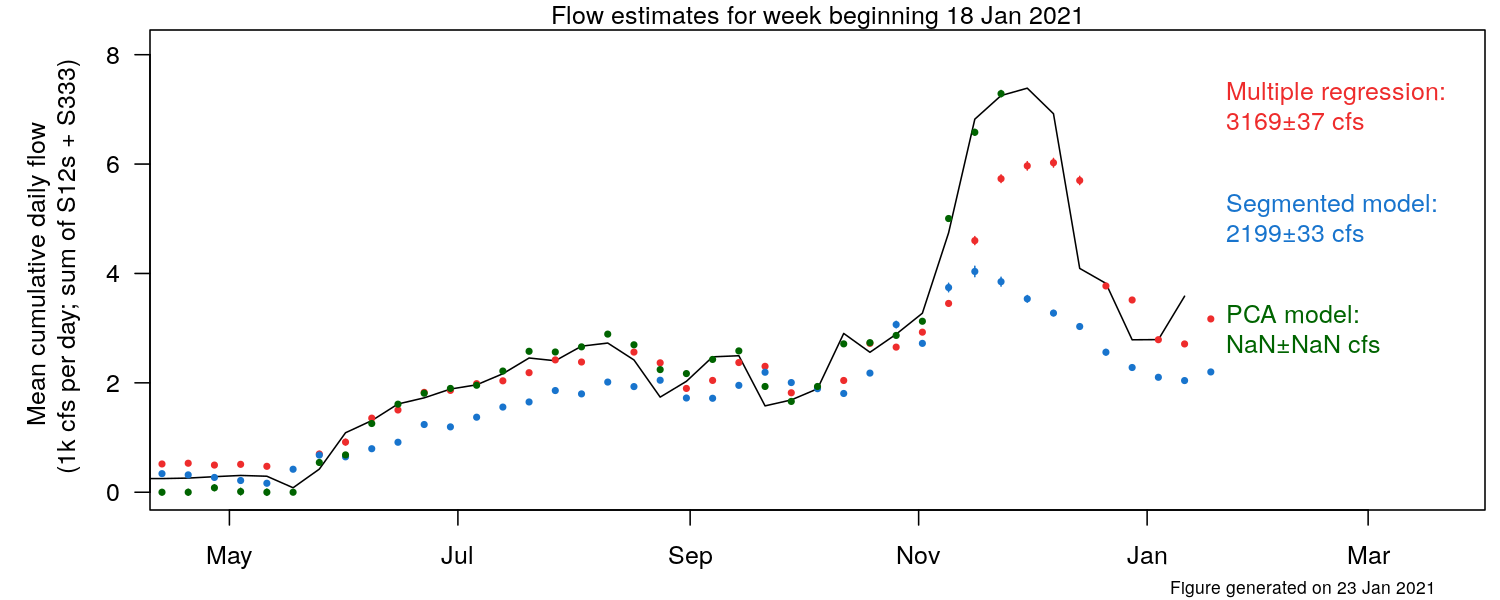 Flow estimates for week beginning 18 Jan 2021
Mean cumulative daily flow
(1k cfs per day; sum of S12s + S333)
8
6
4
2
0
Multiple regression:
3169±37 cfs
Segmented model:
2199±33 cfs
PCA model:
NaN±NaN cfs
May
Jul
Sep
Nov
Jan
Mar
Figure generated on 23 Jan 2021